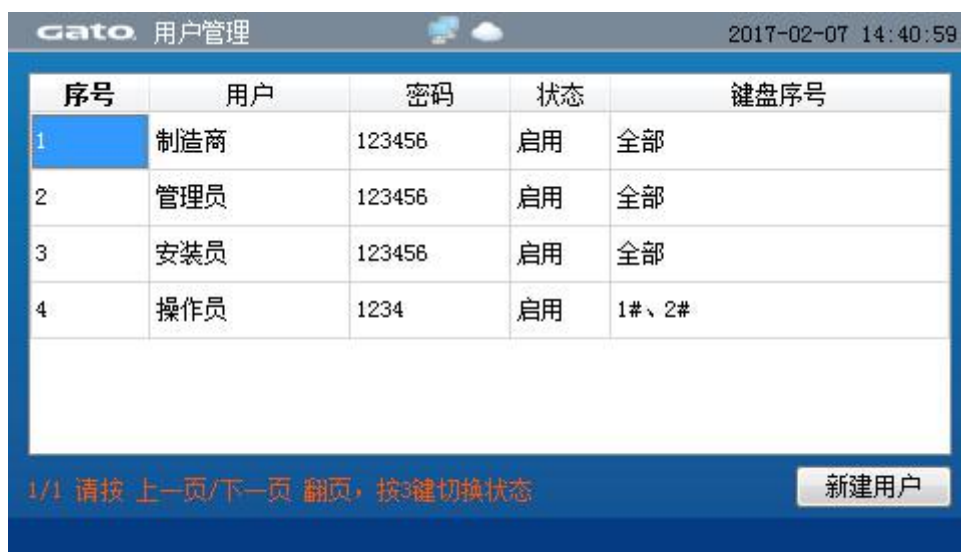 Gato 用户管理 2017-02-07 14:40:59
序号 用户 密码 状态 键盘序号
1 制造商 123456 启用 全部
2 管理员 123456 启用 全部
3 安装员 123456 启用 全部
4 操作员 1234 启用 1#、2#
1/1 请按 上一页/下一页 翻页，按3键切换状态 新建用户